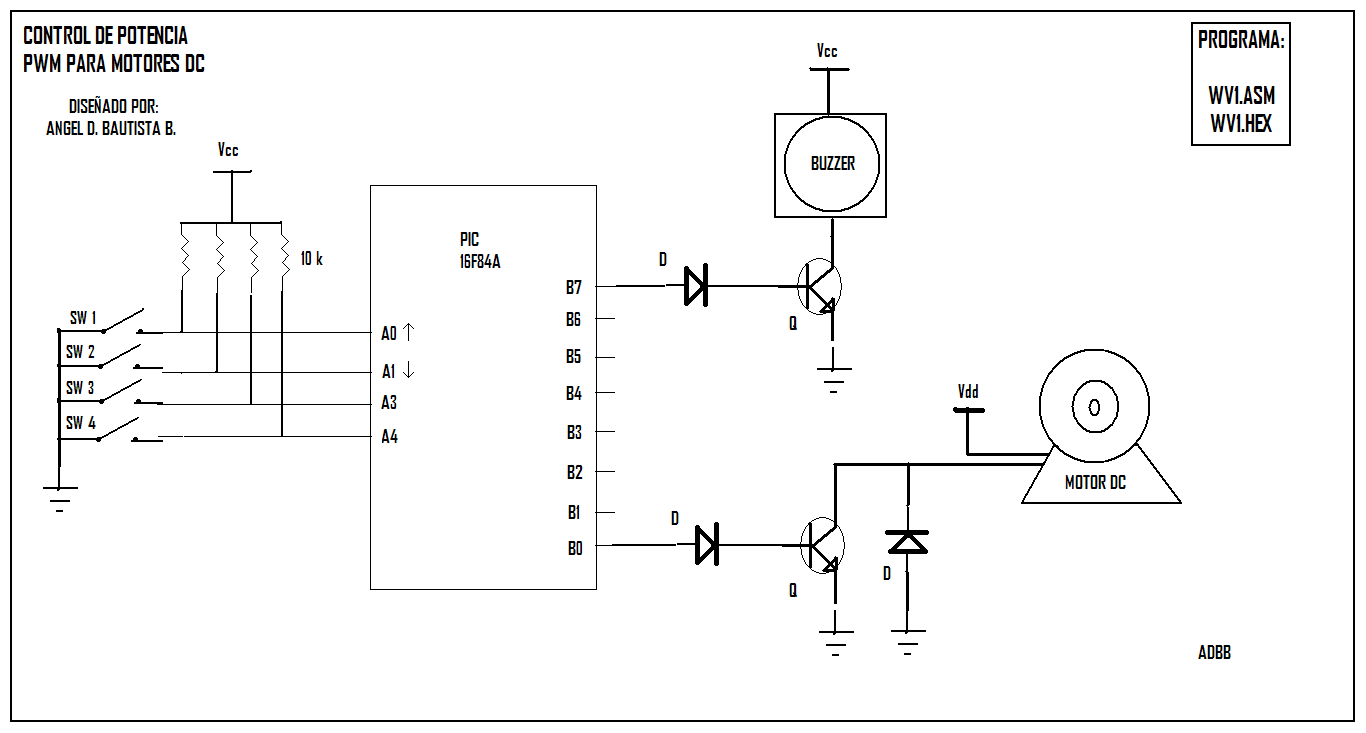 CONTROL DE POTENCIA
PWM PARA MOTORES DC
DISEÑADO POR:
ANGEL D. BAUTISTA B.
PROGRAMA:
WV1.ASM
WV1.HEX
Vcc
BUZZER
Vcc
10 k
PIC
16F84A
SW 1
SW 2
SW 3
SW 4
A0
A1
A3
A4
B7
B6
B5
B4
B3
B2
B1
B0
D
Q
D
Q
D
Vdd
MOTOR DC
ADBB